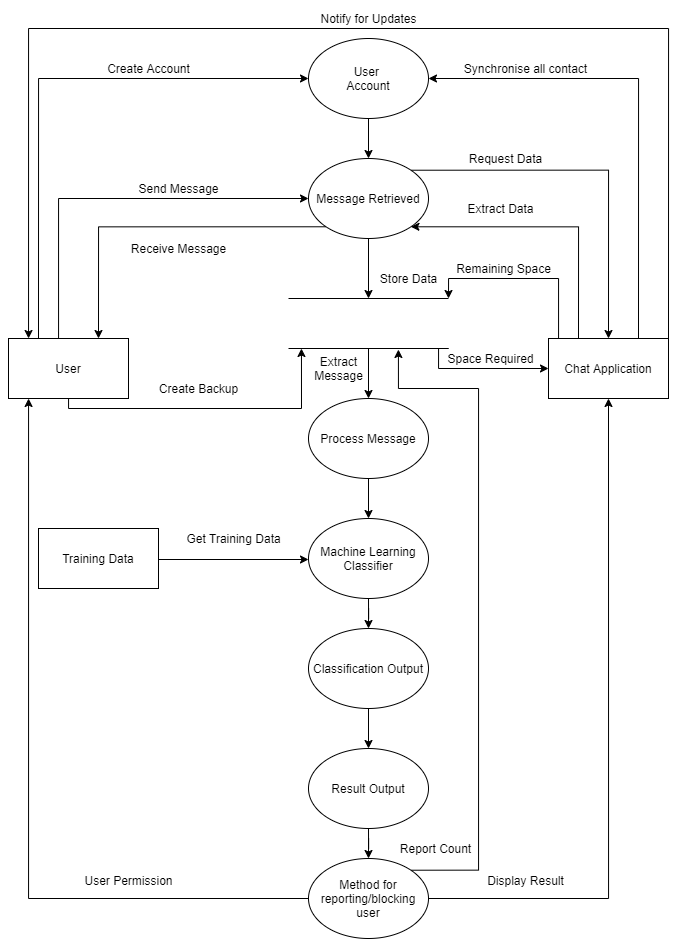 Notify for Updates
Create Account
User
Account
Synchronise all contact
Request Data
Send Message
Message Retrieved
Extract Data
Receive Message
Store Data
Remaining Space
User
Extract
Message
Space Required
Chat Application
Create Backup
Process Message
Get Training Data
Training Data
Machine Learning
Classifier
Classification Output
Result Output
Report Count
User Permission
Method for
reporting/blocking
user
Display Result